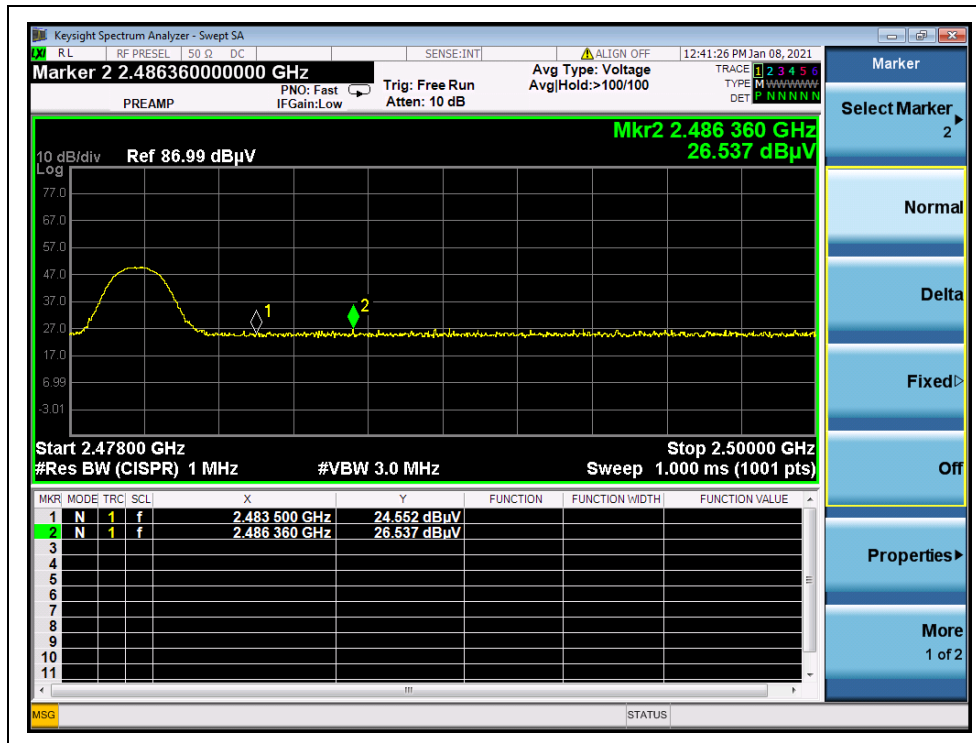 Keysight Spectrum Analyzer - Swept SA
LXI RL RF PRESEL 50 Ω DC SENSE:INT ALIGN OFF 12:41:26 PM Jan 08, 2021
Marker 2 2.486360000000 GHz
PREAMP
PNO: Fast
IFGain:Low
Trig: Free Run
Atten: 10 dB
Avg Type: Voltage
Avg|Hold:>100/100
TRACE 1 2 3 4 5 6
TYPE M WWWWW
DET P N N N N N
Mkr2 2.486 360 GHz
26.537 dBµV
10 dB/div Ref 86.99 dBµV
Log
77.0
67.0
57.0
47.0
37.0
27.0
17.0
6.99
-3.01
1
2
Start 2.47800 GHz Stop 2.50000 GHz
#Res BW (CISPR) 1 MHz #VBW 3.0 MHz Sweep 1.000 ms (1001 pts)
MKR MODE TRC SCL X Y FUNCTION FUNCTION WIDTH FUNCTION VALUE
1 N 1 f 2.483 500 GHz 24.552 dBµV
2 N 1 f 2.486 360 GHz 26.537 dBµV
3
4
5
6
7
8
9
10
11
MSG STATUS
Marker
Select Marker
2
Normal
Delta
Fixed
Off
Properties
More
1 of 2